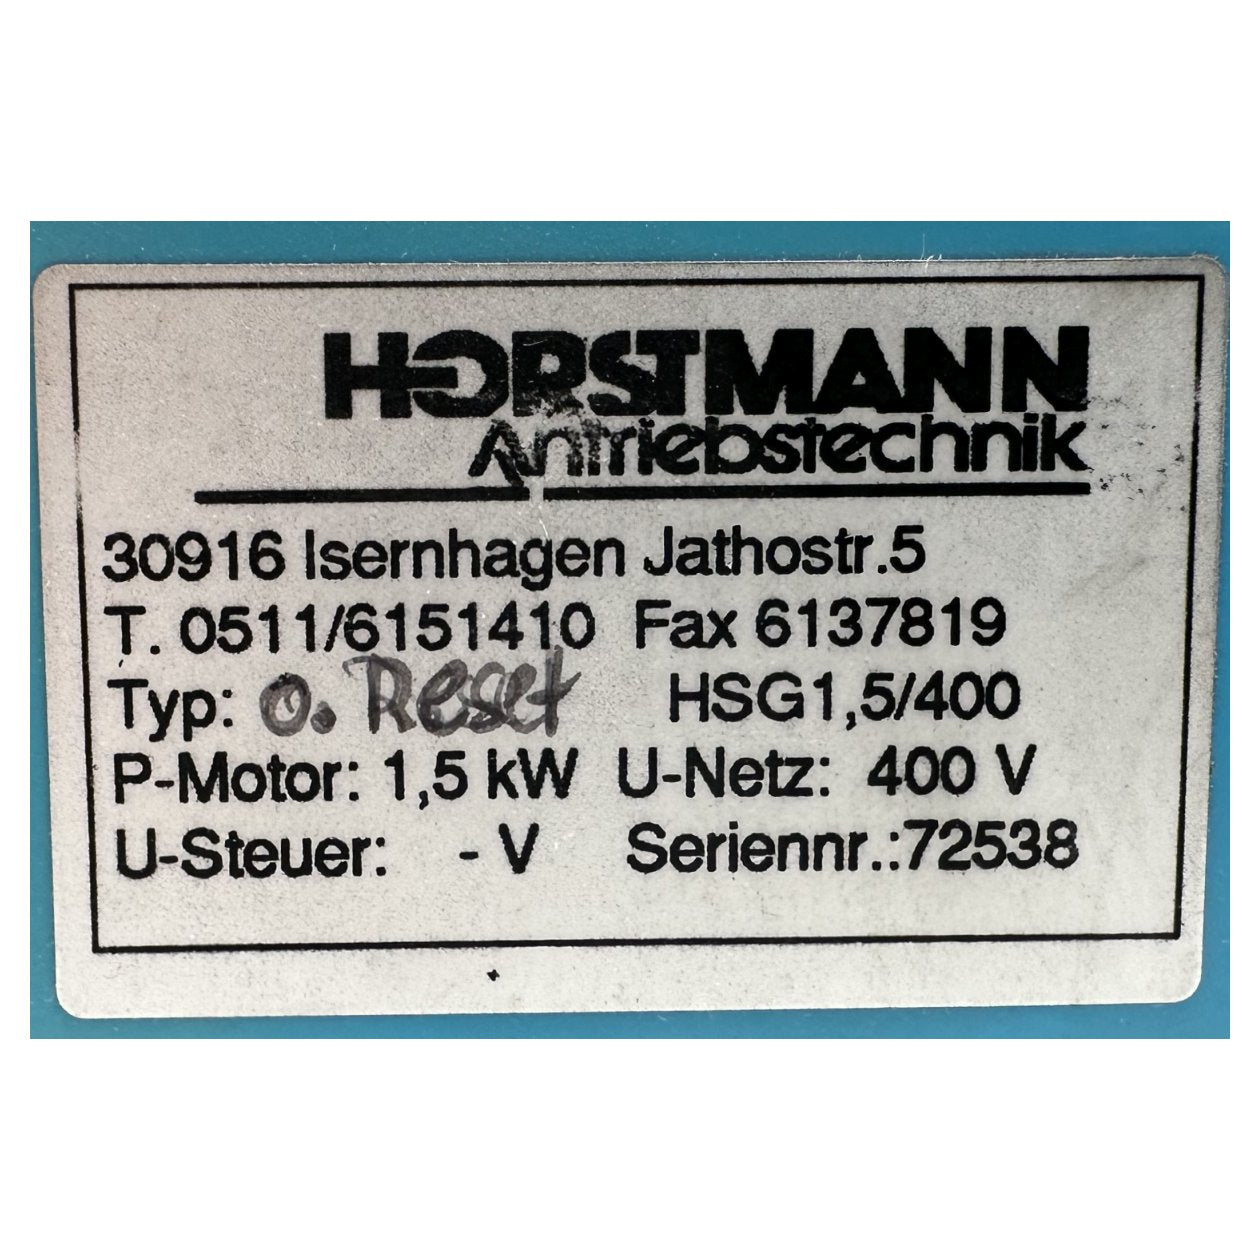 HORSTMANN
Antriebstechnik
30916 Isernhagen Jathostr.5
T. 0511/6151410 Fax 6137819
Typ: o. Reset HSG1,5/400
P-Motor: 1,5 kW U-Netz: 400 V
U-Steuer: - V Seriennr.:72538